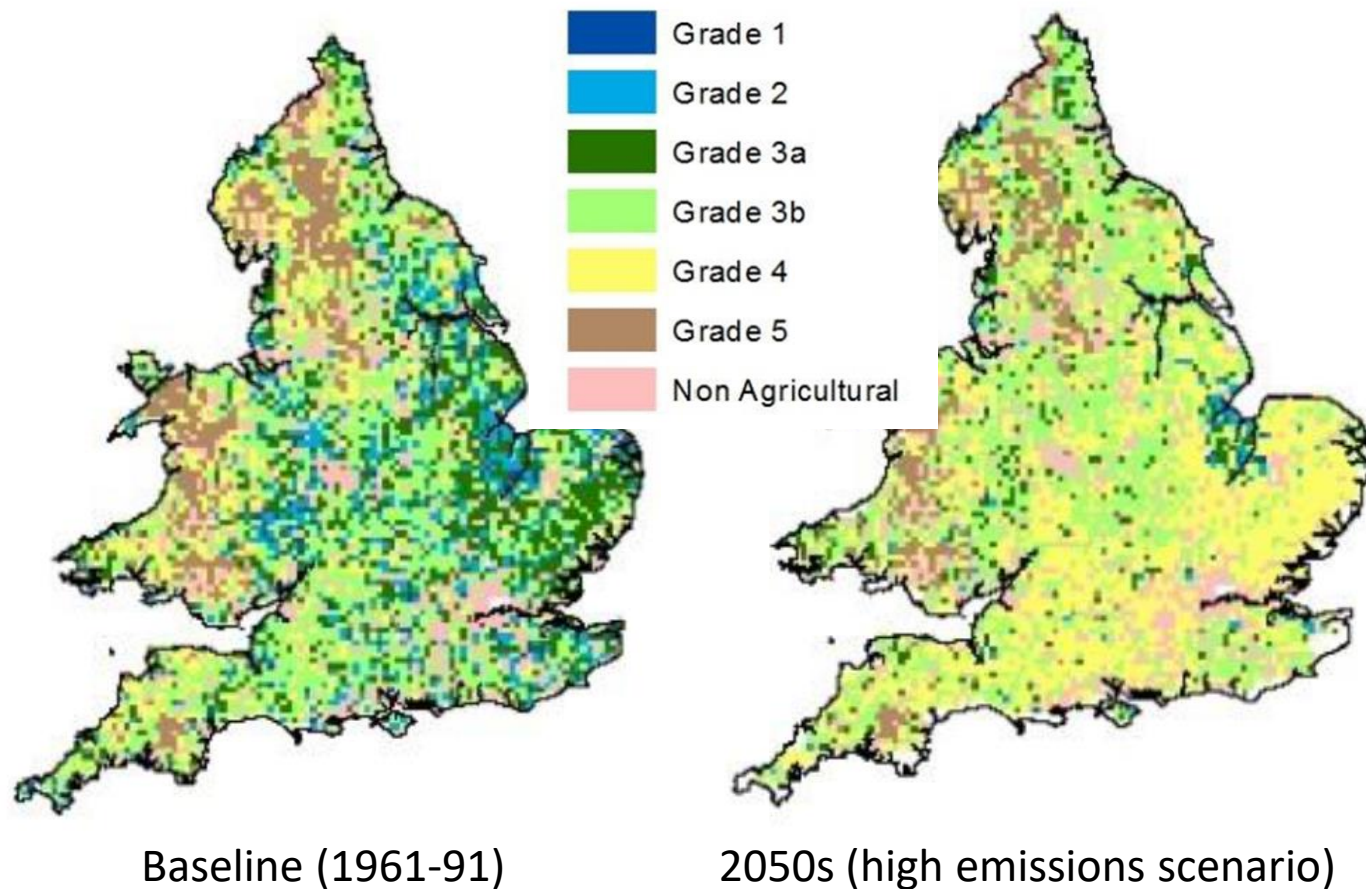 Grade 1
Grade 2
Grade 3a
Grade 3b
Grade 4
Grade 5
Non Agricultural
Baseline (1961-91)
2050s (high emissions scenario)